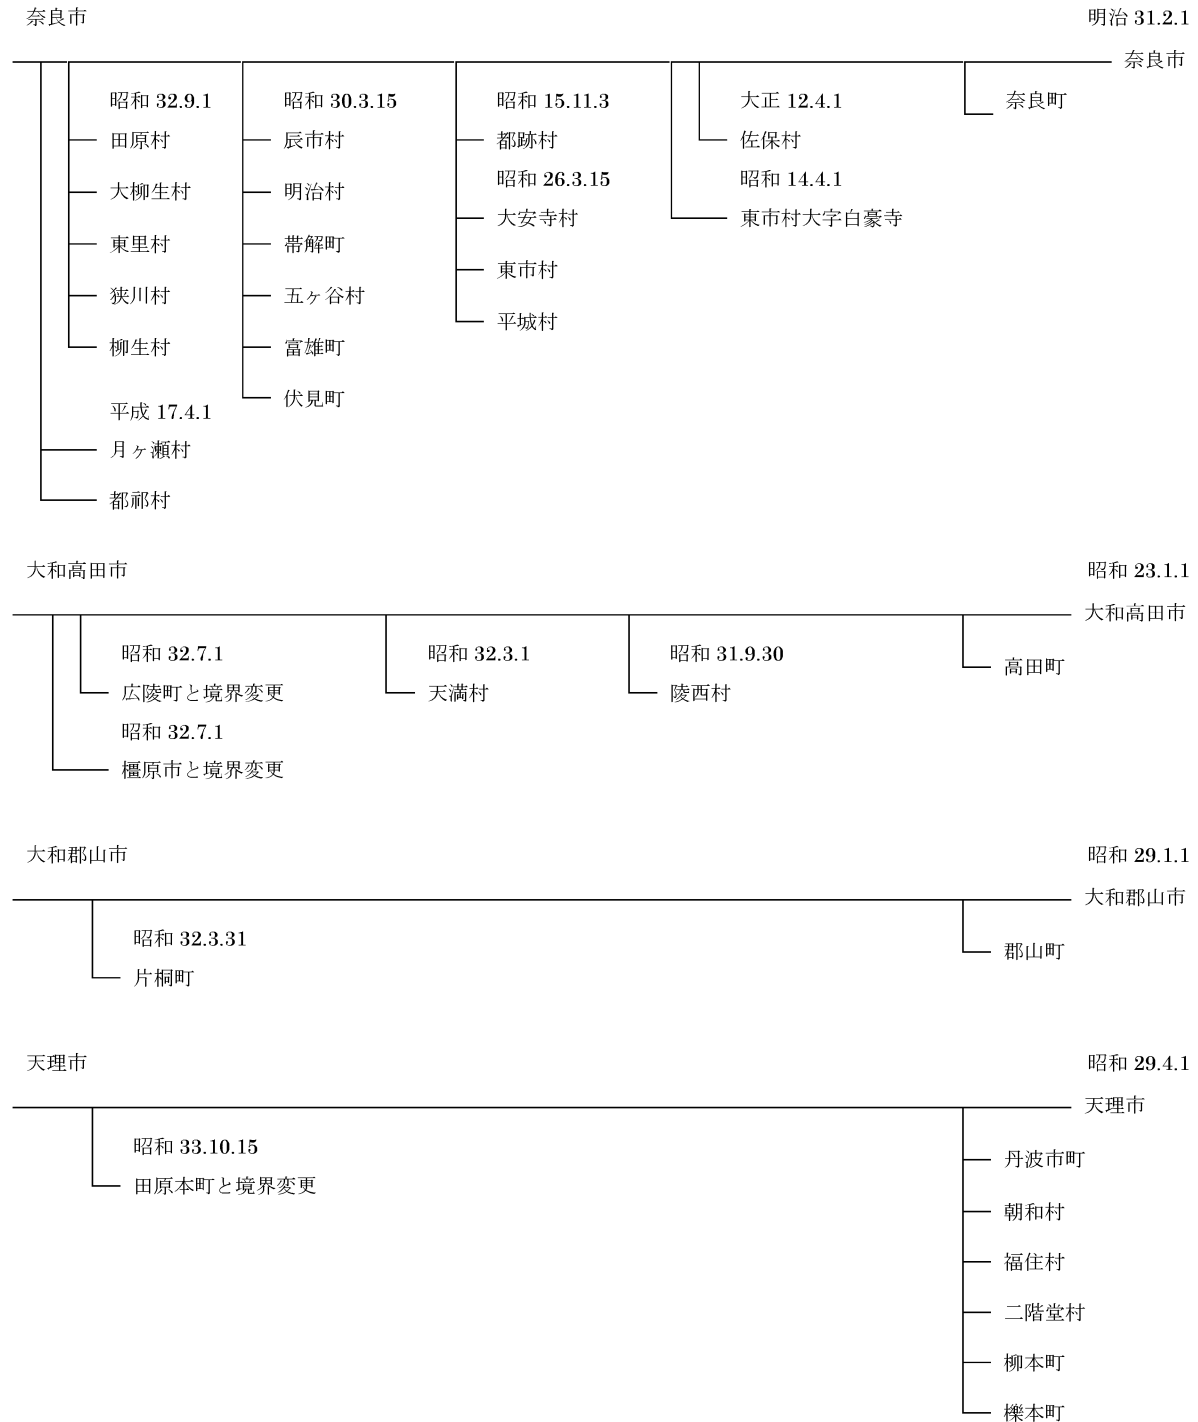 奈良市
明治 31.2.1
奈良市
昭和 32.9.1
田原村
大柳生村
東里村
狭川村
柳生村
平成 17.4.1
月ヶ瀬村
都祁村
昭和 30.3.15
辰市村
明治村
帯解町
五ヶ谷村
富雄町
伏見町
昭和 15.11.3
都跡村
昭和 26.3.15
大安寺村
東市村
平城村
大正 12.4.1
佐保村
昭和 14.4.1
東市村大字白豪寺
奈良町
大和高田市
昭和 23.1.1
大和高田市
昭和 32.7.1
広陵町と境界変更
昭和 32.7.1
橿原市と境界変更
昭和 32.3.1
天満村
昭和 31.9.30
陵西村
高田町
大和郡山市
昭和 29.1.1
大和郡山市
昭和 32.3.31
片桐町
郡山町
天理市
昭和 29.4.1
天理市
昭和 33.10.15
田原本町と境界変更
丹波市町
朝和村
福住村
二階堂村
柳本町
櫟本町